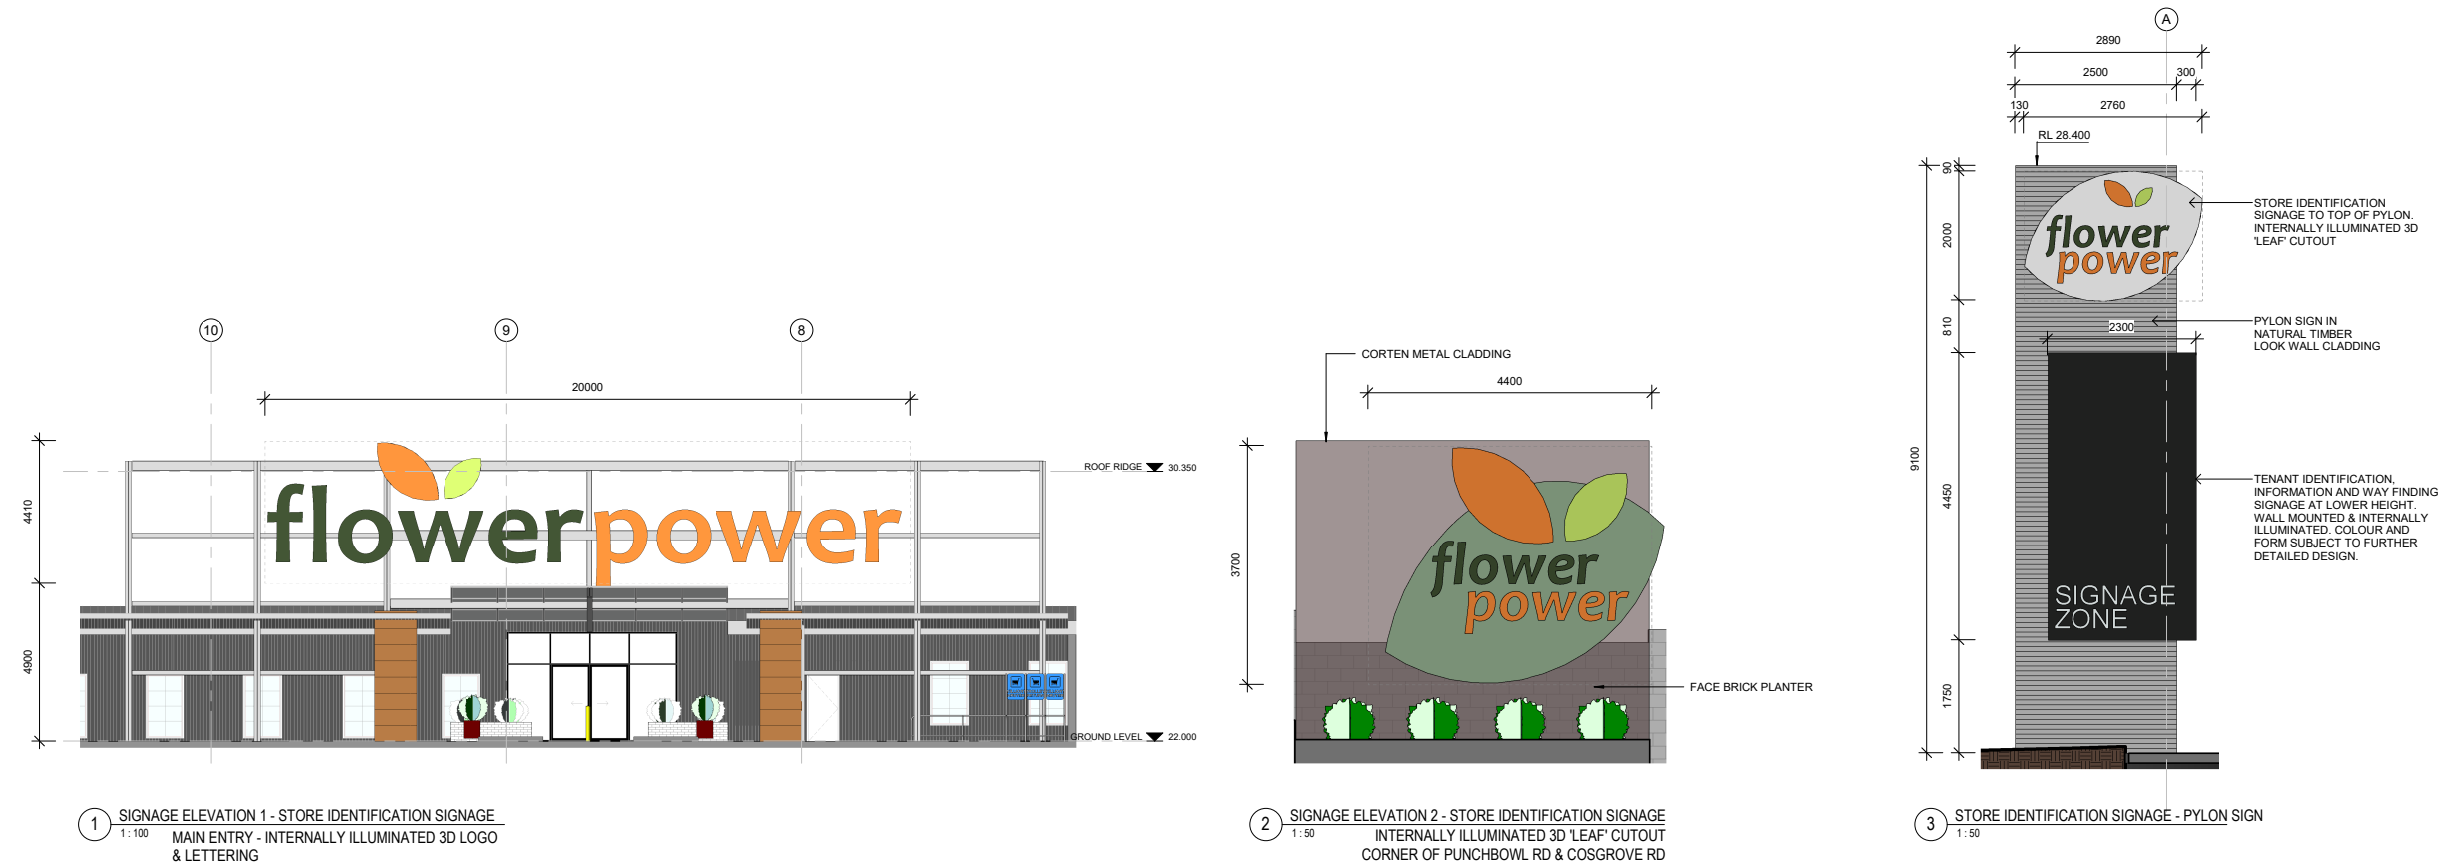 10
9
8
20000
4410
4900
flowerpower
ROOF RIDGE 30.350
GROUND LEVEL 22.000
1
SIGNAGE ELEVATION 1 - STORE IDENTIFICATION SIGNAGE
1 : 100
MAIN ENTRY - INTERNALLY ILLUMINATED 3D LOGO
& LETTERING
CORTEN METAL CLADDING
4400
3700
flower
power
FACE BRICK PLANTER
2
SIGNAGE ELEVATION 2 - STORE IDENTIFICATION SIGNAGE
1 : 50
INTERNALLY ILLUMINATED 3D 'LEAF' CUTOUT
CORNER OF PUNCHBOWL RD & COSGROVE RD
A
2890
2500
300
130
2760
RL 28.400
90
2000
810
9100
4450
1750
flower
power
2300
SIGNAGE
ZONE
STORE IDENTIFICATION
SIGNAGE TO TOP OF PYLON.
INTERNALLY ILLUMINATED 3D
'LEAF' CUTOUT
PYLON SIGN IN
NATURAL TIMBER
LOOK WALL CLADDING
TENANT IDENTIFICATION,
INFORMATION AND WAY FINDING
SIGNAGE AT LOWER HEIGHT.
WALL MOUNTED & INTERNALLY
ILLUMINATED. COLOUR AND
FORM SUBJECT TO FURTHER
DETAILED DESIGN.
3
STORE IDENTIFICATION SIGNAGE - PYLON SIGN
1 : 50